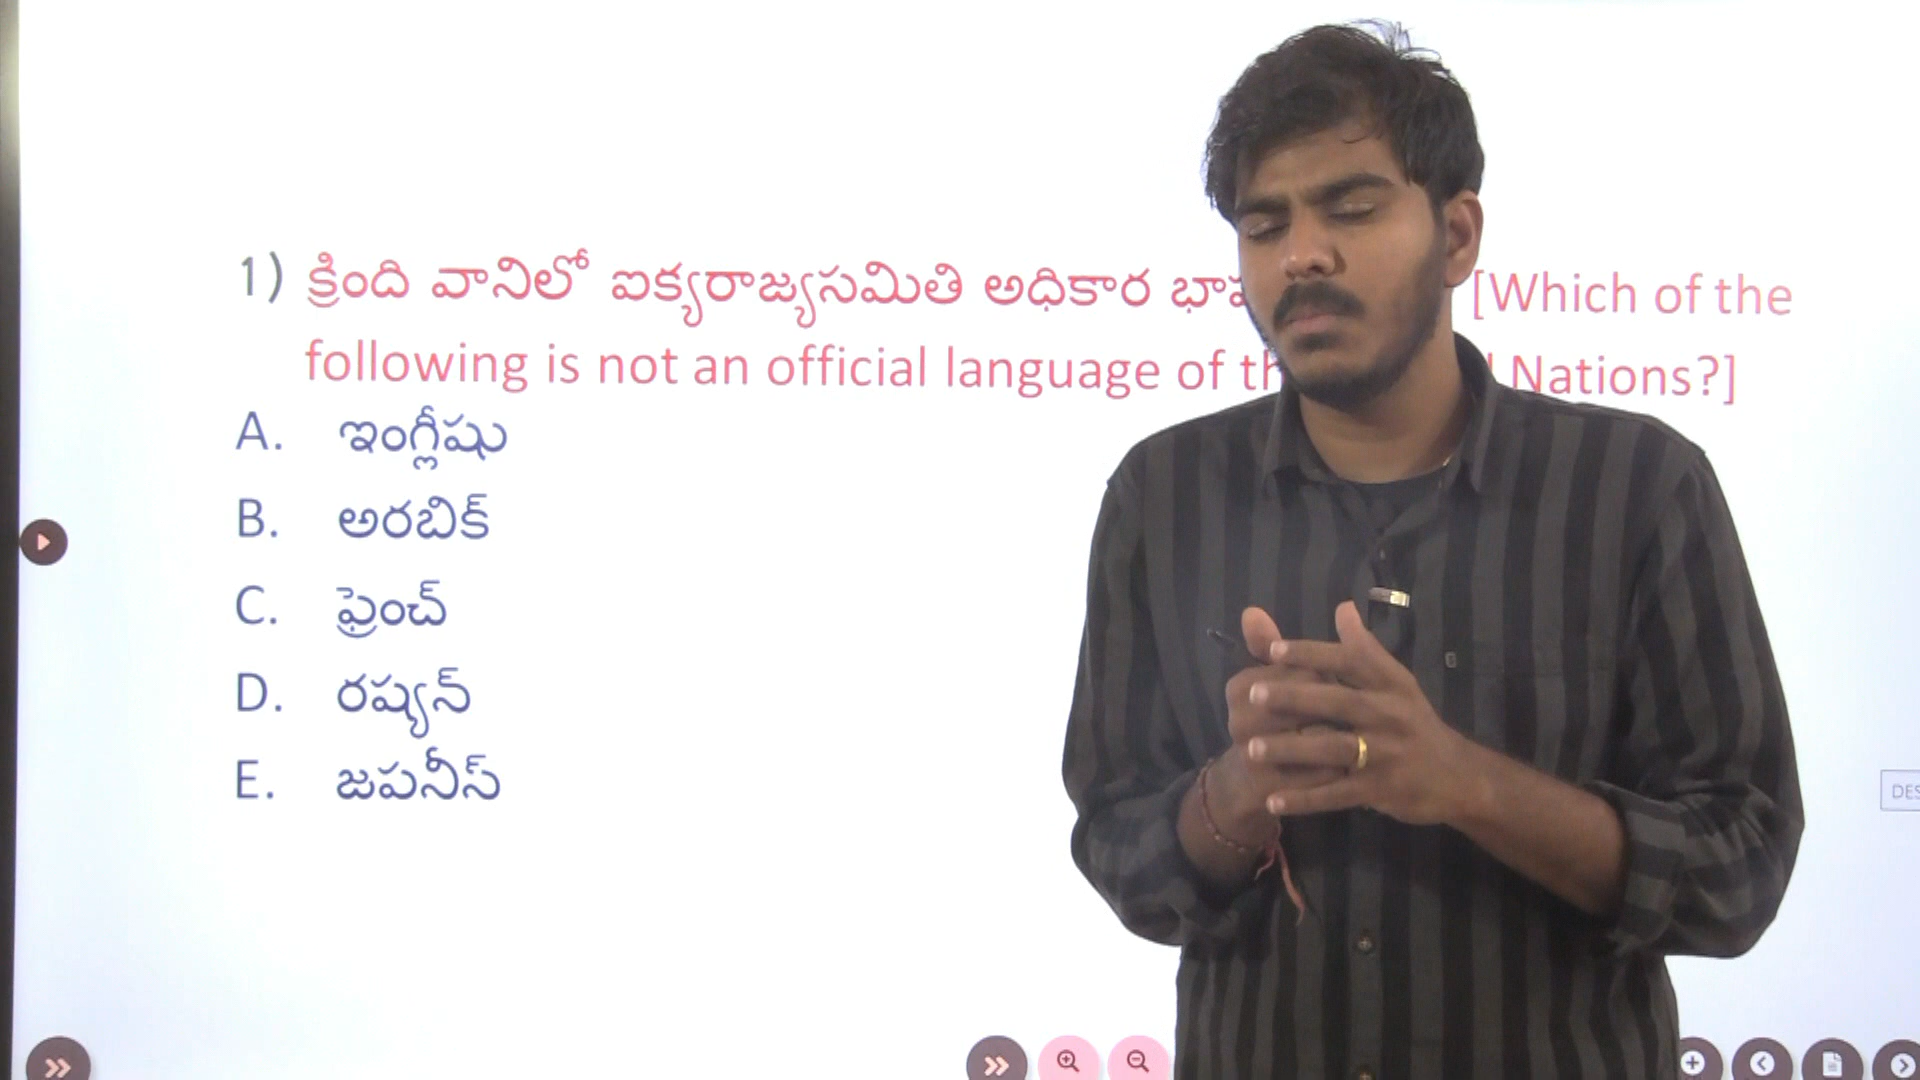 1) క్రింది వానిలో ఐక్యరాజ్యసమితి అధికార [Which of the
following is not an official language of Nations?]
A. ఇంగ్లీషు
B. అరబిక్
C. ఫ్రెంచ్
D. రష్యన్
E. జపనీస్